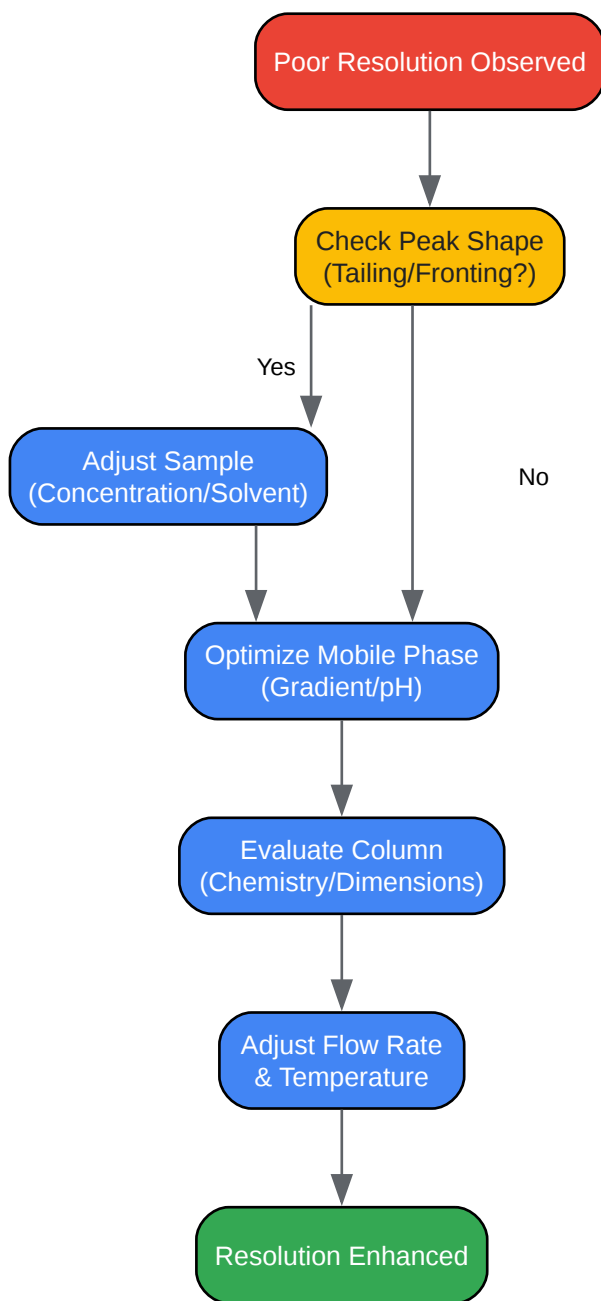 Poor Resolution Observed
Check Peak Shape
(Tailing/Fronting?)
Yes
Adjust Sample
(Concentration/Solvent)
No
Optimize Mobile Phase
(Gradient/pH)
Evaluate Column
(Chemistry/Dimensions)
Adjust Flow Rate
& Temperature
Resolution Enhanced